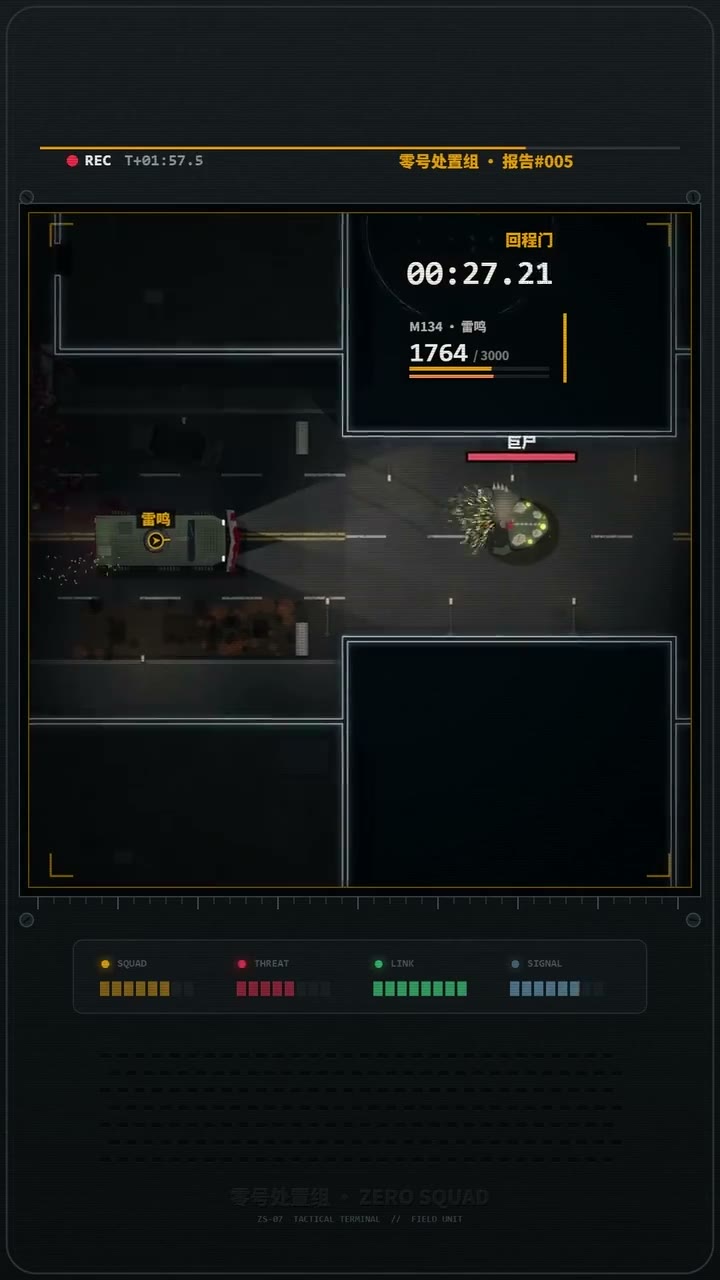 REC T+01:57.5
零号处置组 • 报告#005
回程门
00:27.21
M134 • 雷鸣
1764 / 3000
巨尸
雷鸣
SQUAD
THREAT
LINK
SIGNAL
零号处置组 • ZERO SQUAD
ZS-07 TACTICAL TERMINAL // FIELD UNIT